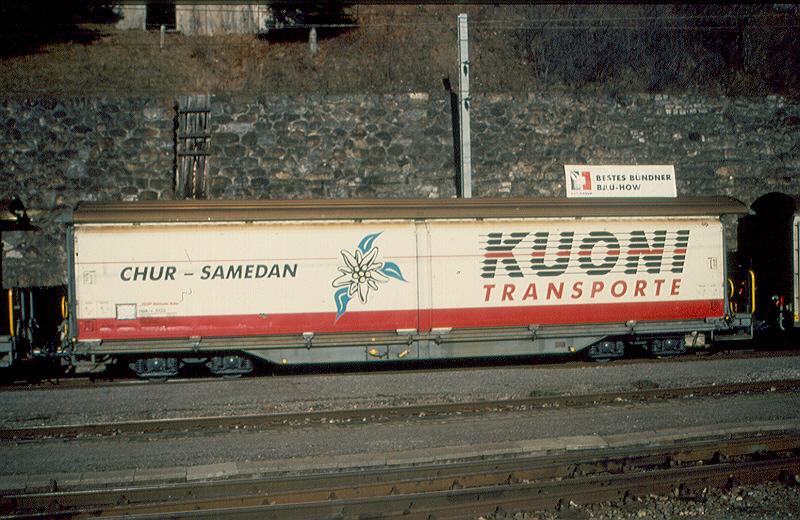 BESTES BÜNDNER
BAU-HOW
CHUR – SAMEDAN
KUONI
TRANSPORTE